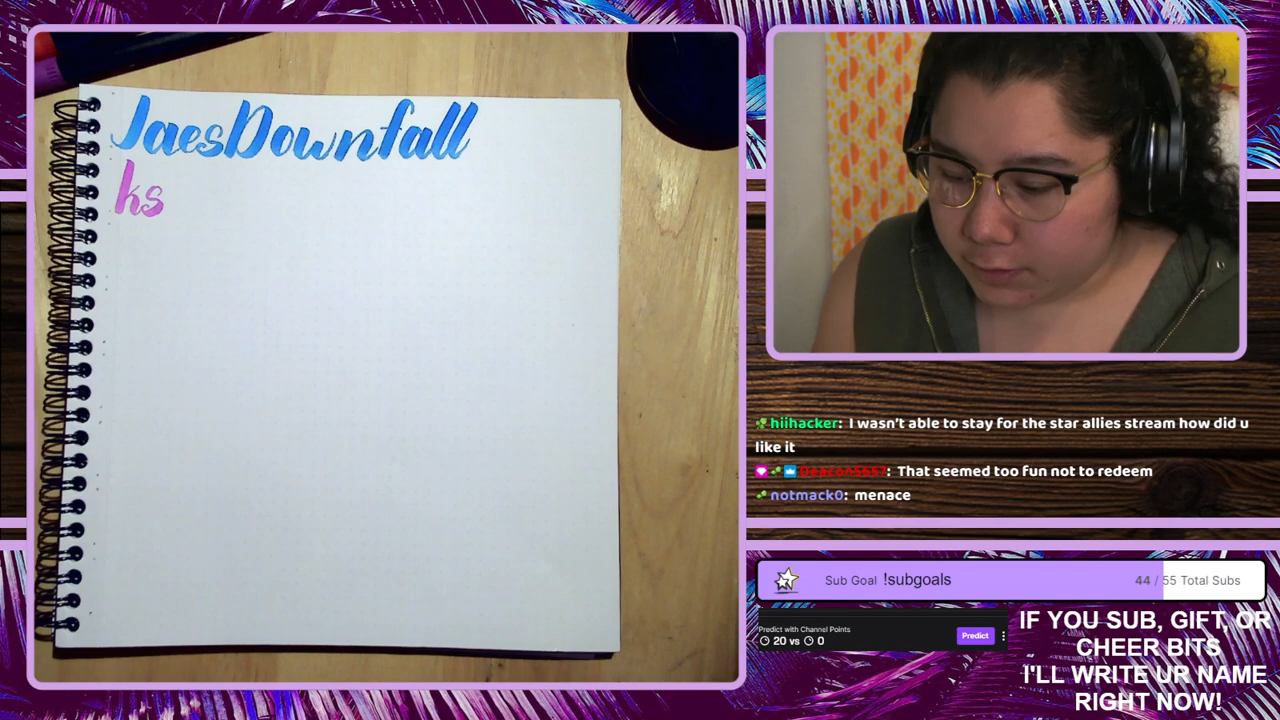 JaesDownfall
ks
hiihacker: I wasn't able to stay for the star allies stream how did u
like it
Deacon5657: That seemed too fun not to redeem
notmack0: menace
Sub Goal !subgoals 44 / 55 Total Subs
Predict with Channel Points
20 vs 0
Predict
IF YOU SUB, GIFT, OR
CHEER BITS
I'LL WRITE UR NAME
RIGHT NOW!